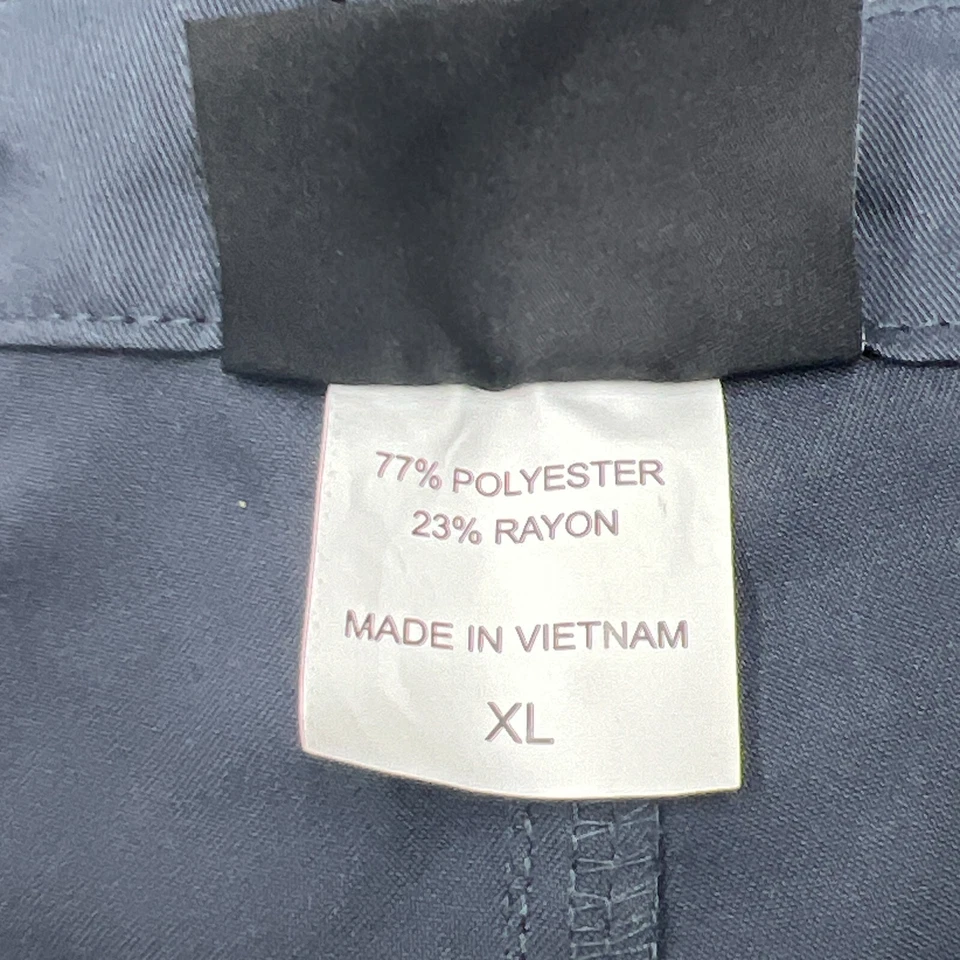 77% POLYESTER
23% RAYON
MADE IN VIETNAM
XL